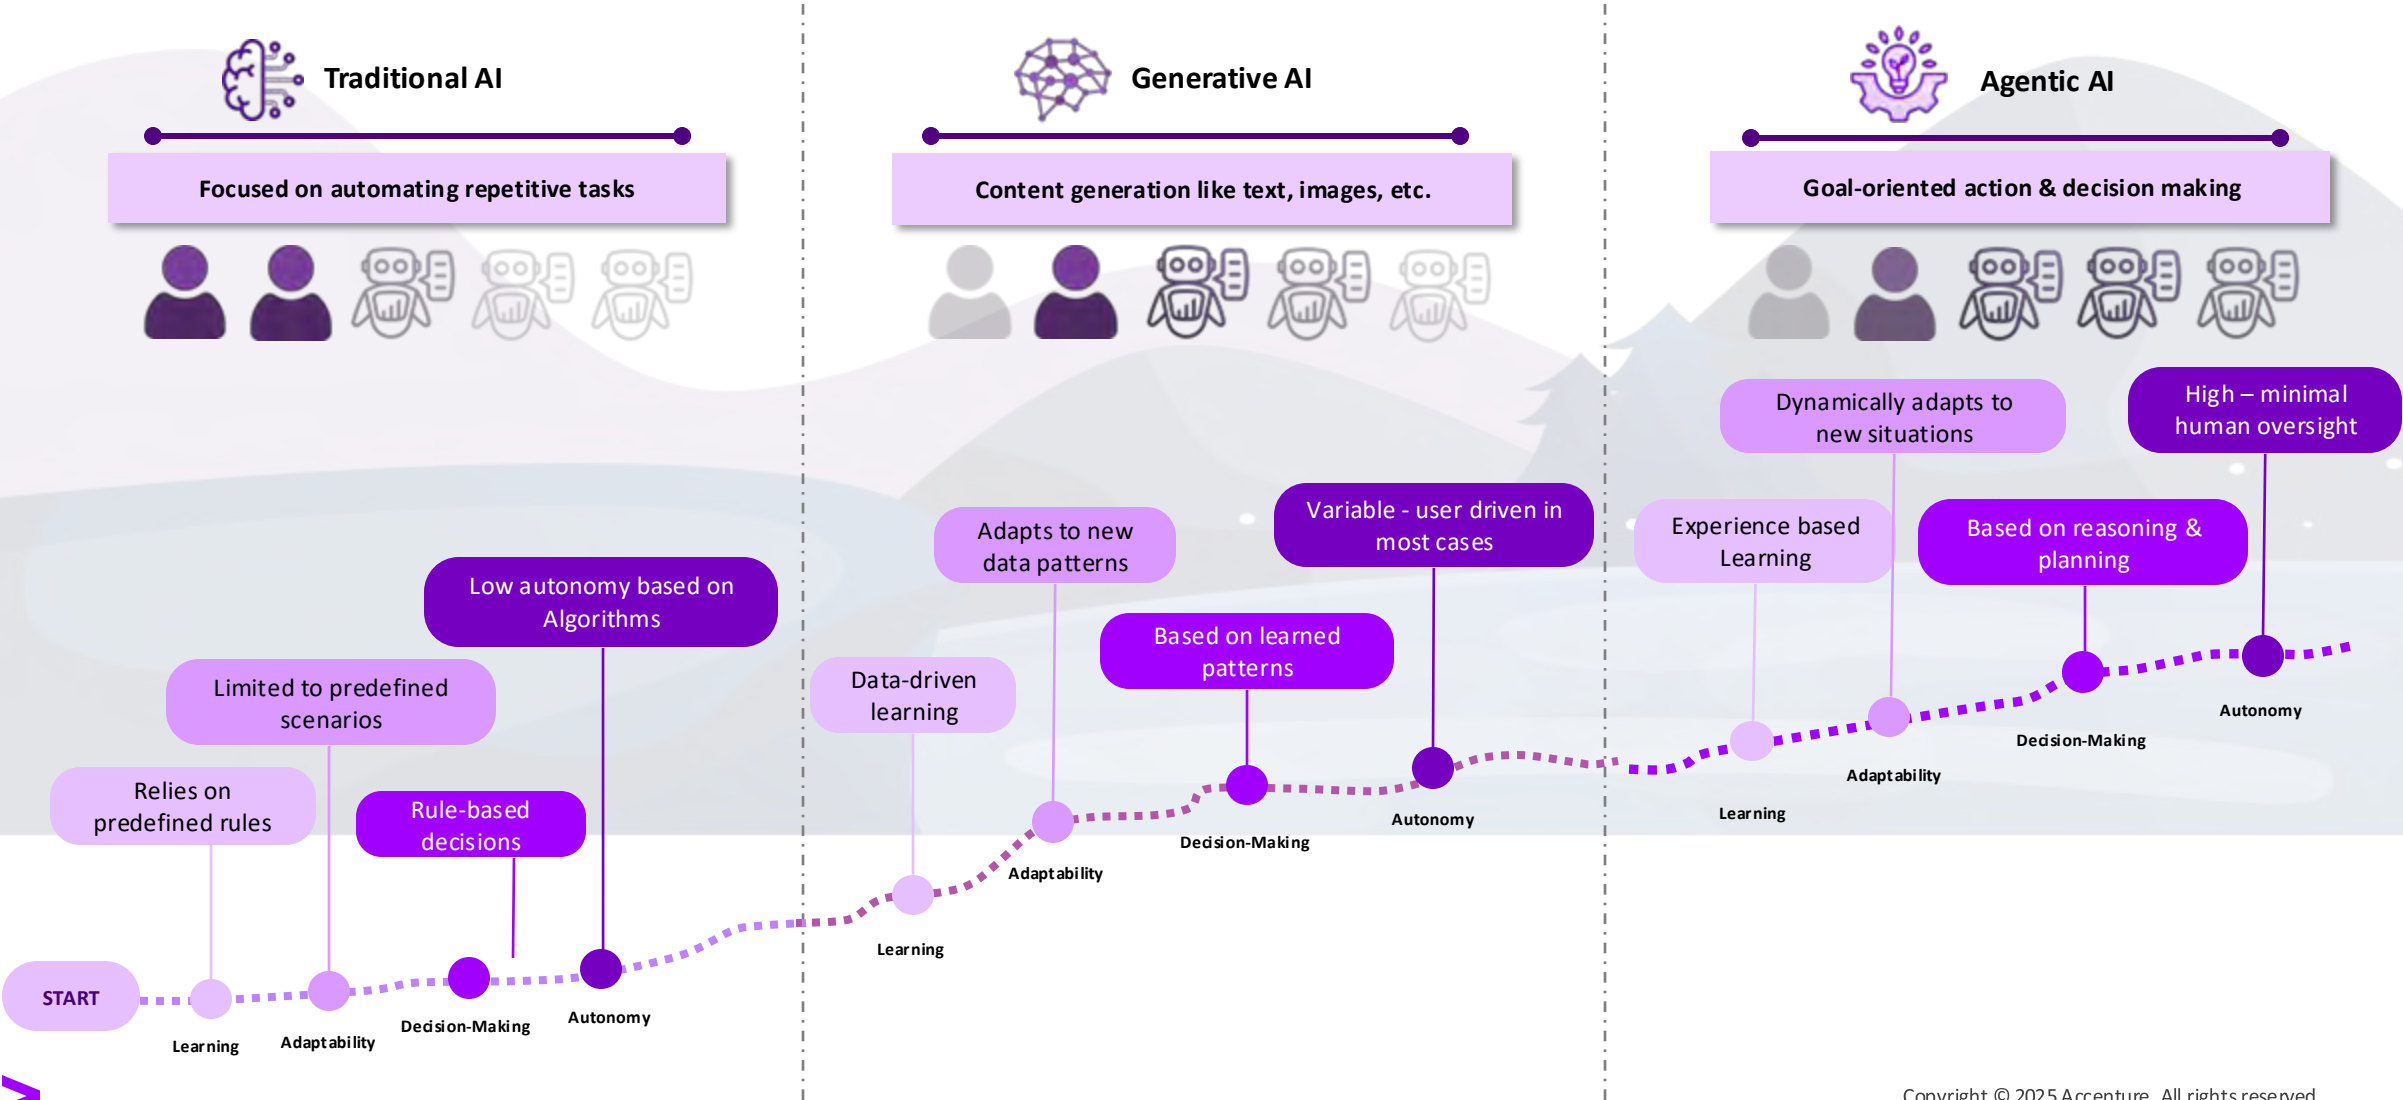 Traditional AI
Focused on automating repetitive tasks
Low autonomy based on
Algorithms
Limited to predefined
scenarios
Relies on
predefined rules
Rule-based
decisions
START
Learning
Adaptability
Decision-Making
Autonomy
Generative AI
Content generation like text, images, etc.
Variable - user driven in
most cases
Adapts to new
data patterns
Based on learned
patterns
Data-driven
learning
Learning
Adaptability
Decision-Making
Autonomy
Agentic AI
Goal-oriented action & decision making
High – minimal
human oversight
Dynamically adapts to
new situations
Experience based
Learning
Based on reasoning &
planning
Learning
Adaptability
Decision-Making
Autonomy
Copyright © 2025 Accenture. All rights reserved